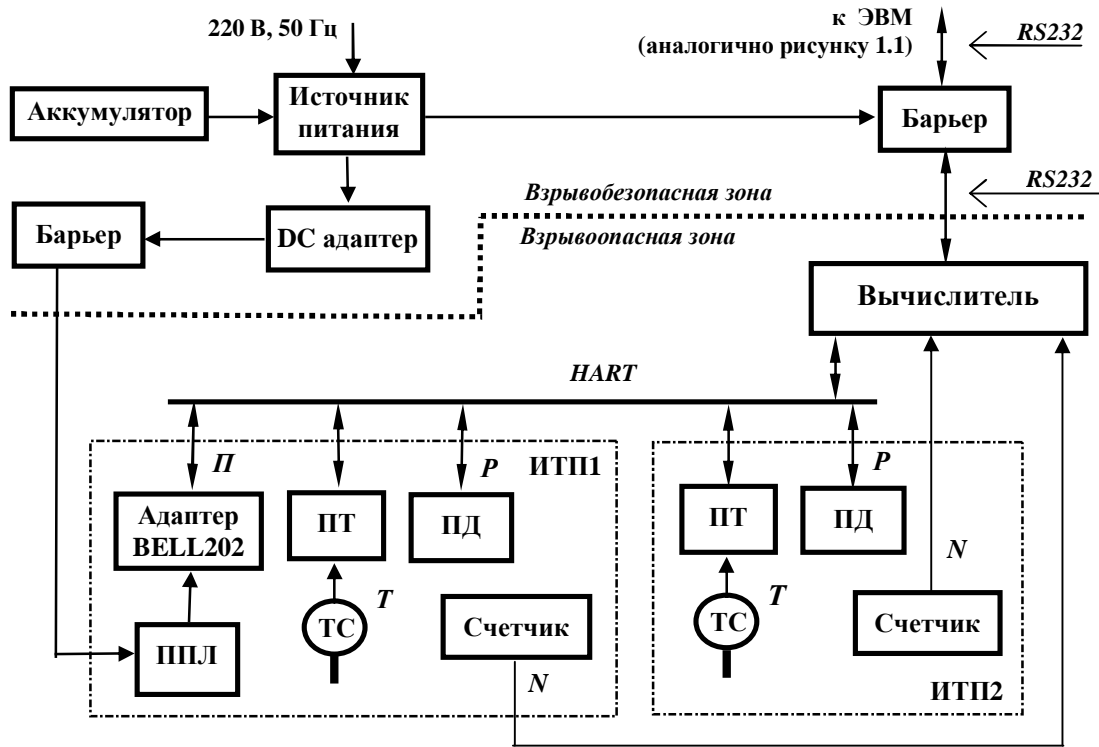 220 В, 50 Гц
к ЭВМ
(аналогично рисунку 1.1)
RS232
Аккумулятор
Источник
питания
Барьер
Взрывобезопасная зона
RS232
Барьер
DC адаптер
Взрывоопасная зона
Вычислитель
HART
П
Р
ИТП1
Р
Адаптер
BELL202
ПТ
ПД
ПТ
ПД
N
Т
Т
ТС
Счетчик
ТС
Счетчик
ППЛ
N
ИТП2